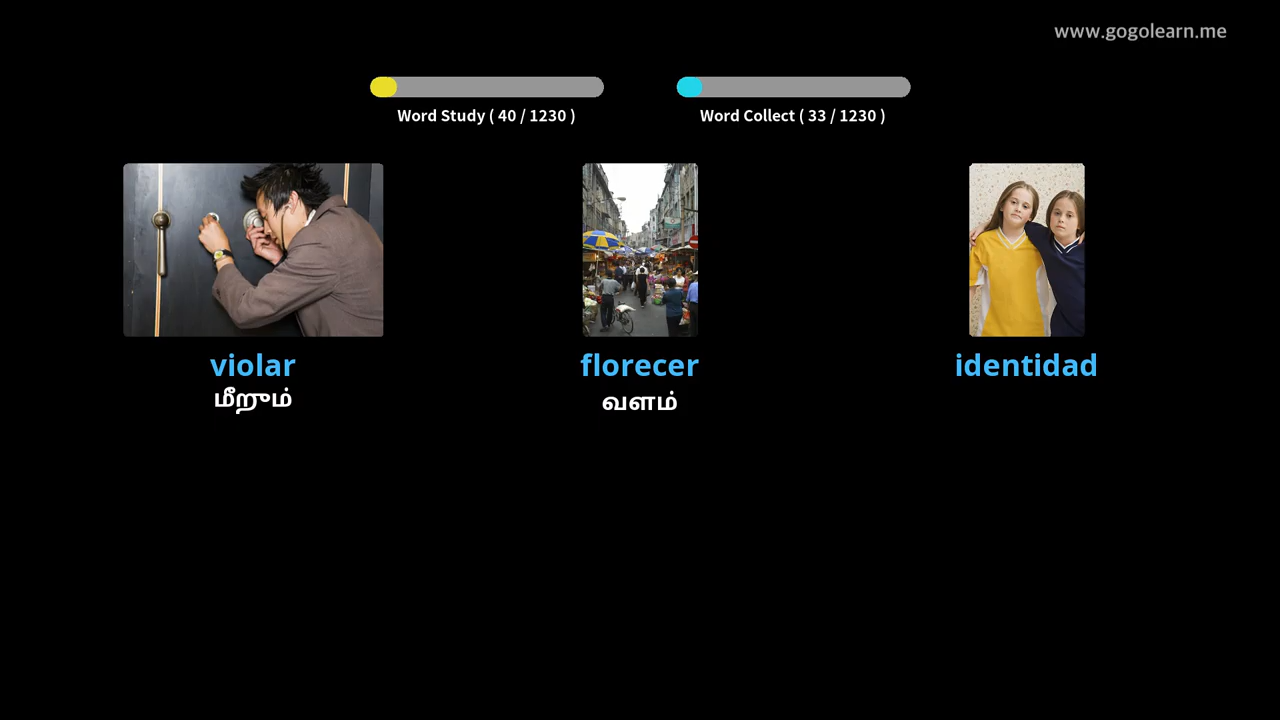 www.gogolearn.me
Word Study ( 40 / 1230 )
Word Collect ( 33 / 1230 )
violar
florecer
identidad
மீறும்
வளம்